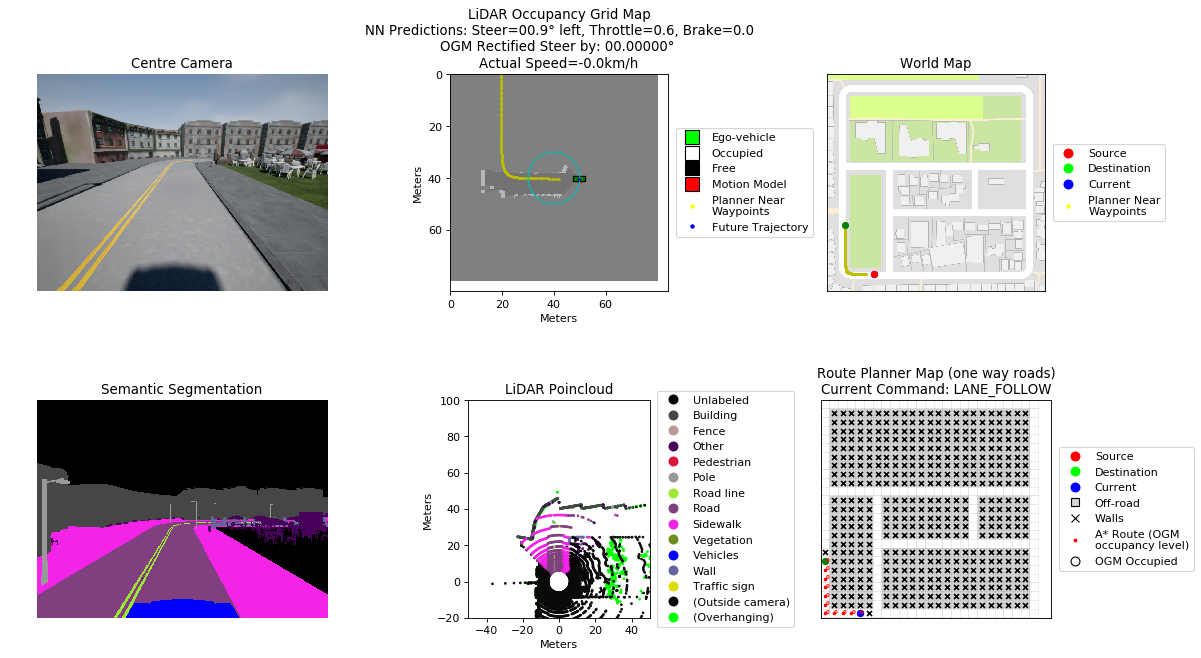 LiDAR Occupancy Grid Map
NN Predictions: Steer=00.9° left, Throttle=0.6, Brake=0.0
OGM Rectified Steer by: 00.00000°
Actual Speed=-0.0km/h
Centre Camera
World Map
0
20
40
60
Meters
0
20
40
60
Meters
Ego-vehicle
Occupied
Free
Motion Model
Planner Near
Waypoints
Future Trajectory
Source
Destination
Current
Planner Near
Waypoints
Semantic Segmentation
LiDAR Poincloud
Route Planner Map (one way roads)
Current Command: LANE_FOLLOW
100
80
60
40
20
0
−20
Meters
−40
−20
0
20
40
Meters
Unlabeled
Building
Fence
Other
Pedestrian
Pole
Road line
Road
Sidewalk
Vegetation
Vehicles
Wall
Traffic sign
(Outside camera)
(Overhanging)
Source
Destination
Current
Off-road
Walls
A* Route (OGM
occupancy level)
OGM Occupied